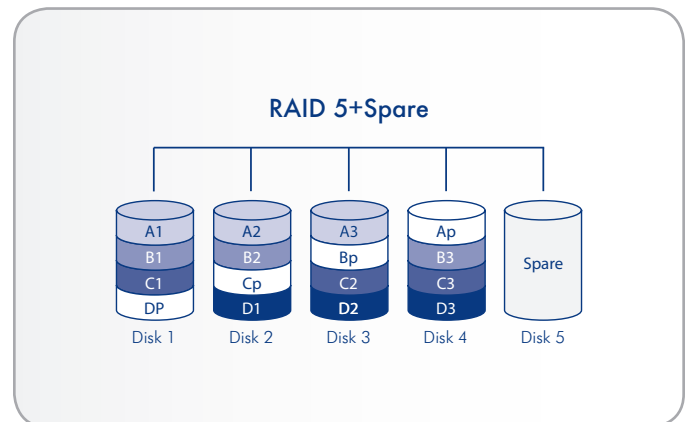 RAID 5+Spare
A1 A2 A3 Ap
B1 B2 Bp B3 Spare
C1 Cp C2 C3
DP D1 D2 D3
Disk 1 Disk 2 Disk 3 Disk 4 Disk 5